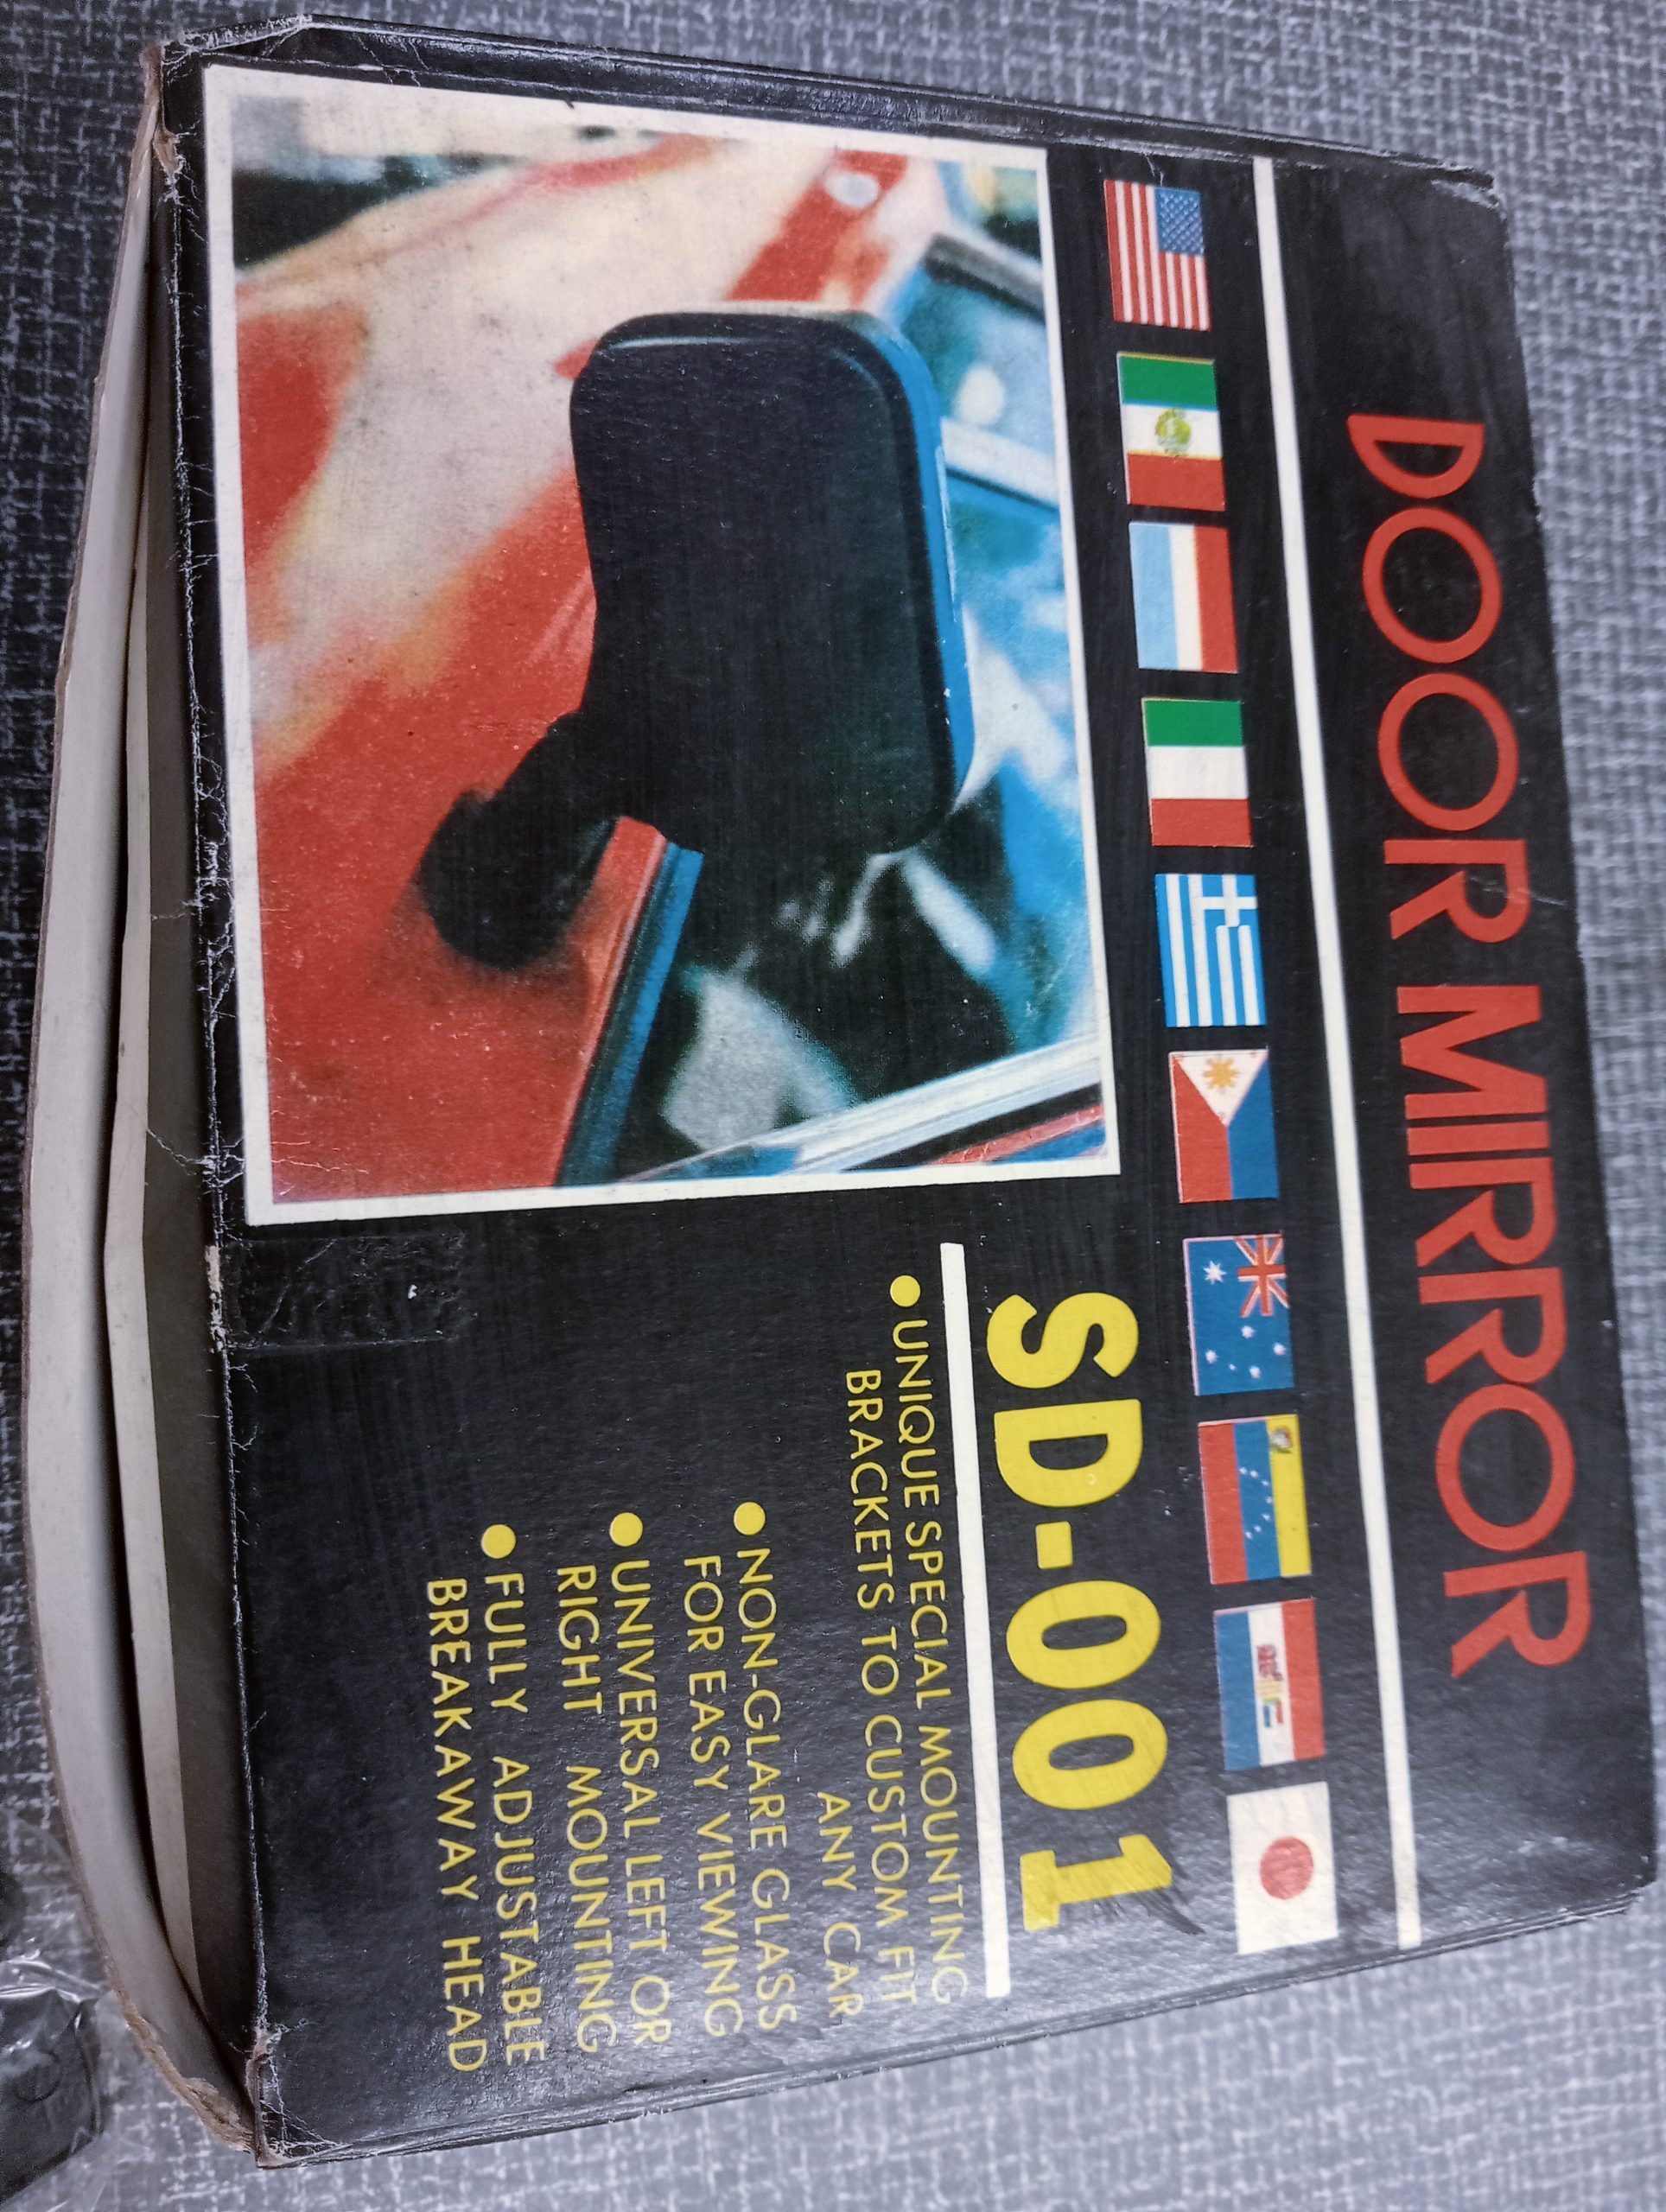 DOOR MIRROR
SD-001
● UNIQUE SPECIAL MOUNTING
BRACKETS TO CUSTOM FIT
ANY CAR
● NON-GLARE GLASS
FOR EASY VIEWING
● UNIVERSAL LEFT OR
RIGHT MOUNTING
● FULLY ADJUSTABLE
BREAKAWAY HEAD